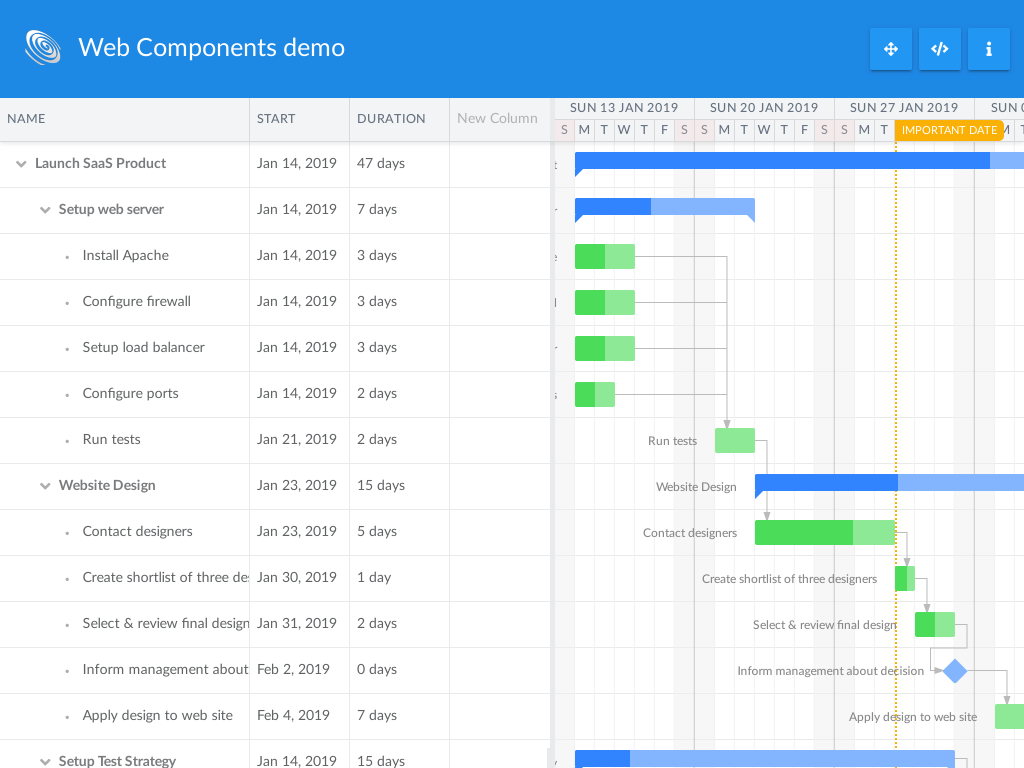 Web Components demo
NAME START DURATION New Column
SUN 13 JAN 2019 SUN 20 JAN 2019 SUN 27 JAN 2019 SUN
S M T W T F S S M T W T F S S M T IMPORTANT DATE M
Launch SaaS Product Jan 14, 2019 47 days
Setup web server Jan 14, 2019 7 days
Install Apache Jan 14, 2019 3 days
Configure firewall Jan 14, 2019 3 days
Setup load balancer Jan 14, 2019 3 days
Configure ports Jan 14, 2019 2 days
Run tests Jan 21, 2019 2 days Run tests
Website Design Jan 23, 2019 15 days Website Design
Contact designers Jan 23, 2019 5 days Contact designers
Create shortlist of three de Jan 30, 2019 1 day Create shortlist of three designers
Select & review final design Jan 31, 2019 2 days Select & review final design
Inform management about Feb 2, 2019 0 days Inform management about decision
Apply design to web site Feb 4, 2019 7 days Apply design to web site
Setup Test Strategy Jan 14, 2019 15 days